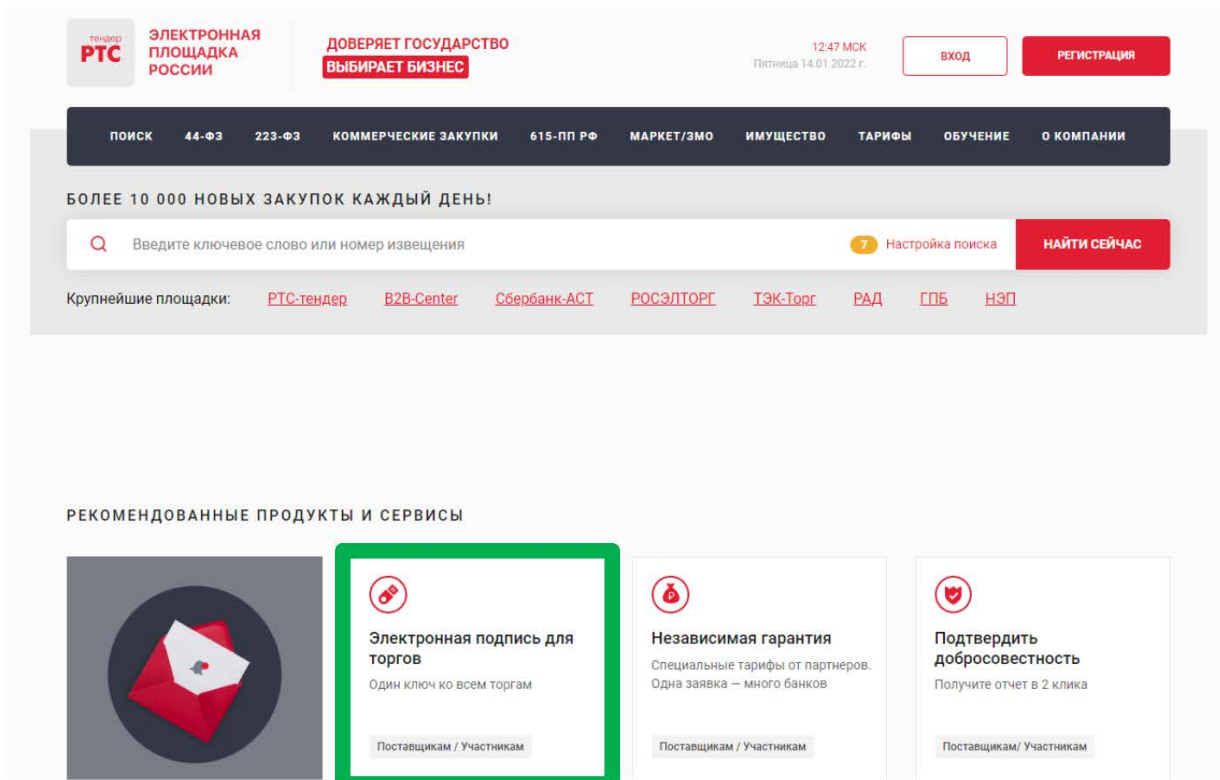 тендер
РТС
ЭЛЕКТРОННАЯ
ПЛОЩАДКА
РОССИИ
ДОВЕРЯЕТ ГОСУДАРСТВО
ВЫБИРАЕТ БИЗНЕС
12:47 МСК
Пятница 14.01.2022 г.
ВХОД
РЕГИСТРАЦИЯ
ПОИСК 44-ФЗ 223-ФЗ КОММЕРЧЕСКИЕ ЗАКУПКИ 615-ПП РФ МАРКЕТ/ЗМО ИМУЩЕСТВО ТАРИФЫ ОБУЧЕНИЕ О КОМПАНИИ
БОЛЕЕ 10 000 НОВЫХ ЗАКУПОК КАЖДЫЙ ДЕНЬ!
Введите ключевое слово или номер извещения 7 Настройка поиска НАЙТИ СЕЙЧАС
Крупнейшие площадки: РТС-тендер B2B-Center Сбербанк-АСТ РОСЭЛТОРГ ТЭК-Торг РАД ГПБ НЭП
РЕКОМЕНДОВАННЫЕ ПРОДУКТЫ И СЕРВИСЫ
Электронная подпись для
торгов
Один ключ ко всем торгам
Поставщикам / Участникам
Независимая гарантия
Специальные тарифы от партнеров.
Одна заявка — много банков
Поставщикам / Участникам
Подтвердить
добросовестность
Получите отчет в 2 клика
Поставщикам/ Участникам